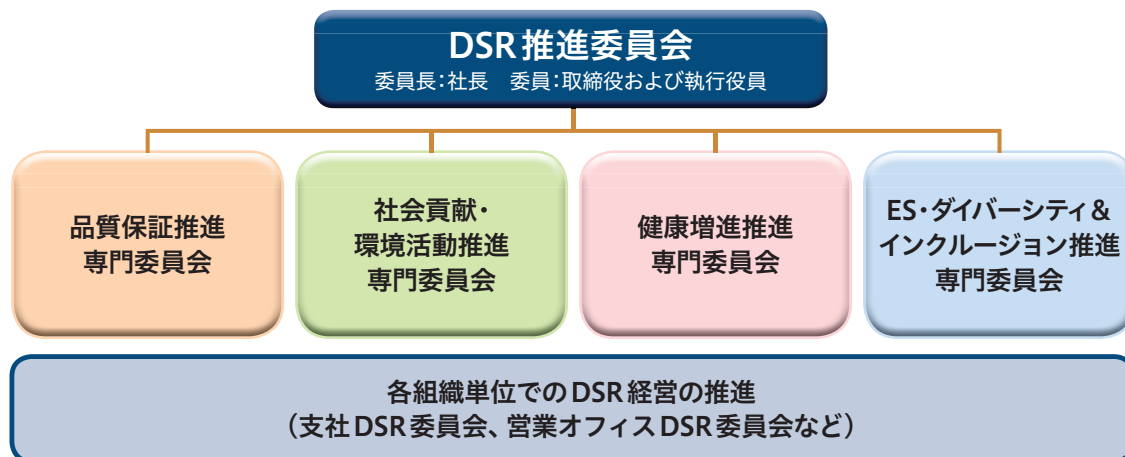 DSR推進委員会
委員長:社長 委員:取締役および執行役員
品質保証推進
専門委員会
社会貢献・
環境活動推進
専門委員会
健康増進推進
専門委員会
ES・ダイバーシティ&
インクルージョン推進
専門委員会
各組織単位でのDSR経営の推進
(支社DSR委員会、営業オフィスDSR委員会など)